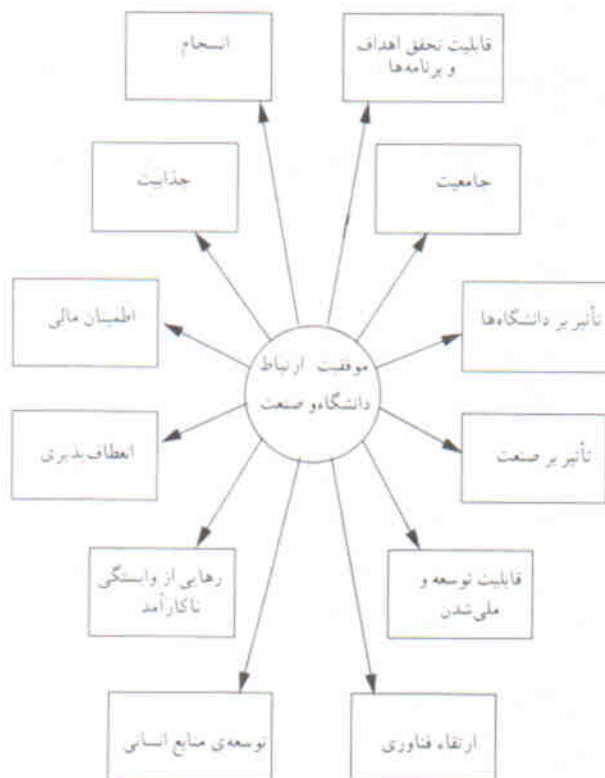 قابلیت تحقق اهداف
و برنامه‌ها
انسجام
جامعیت
جذابیت
تأثیر بر دانشگاه‌ها
اطمینان مالی
موفقیت ارتباط
دانشگاه و صنعت
تأثیر بر صنعت
انعطاف‌پذیری
قابلیت توسعه و
ملی‌شدن
رهایی از وابستگی
ناکارآمد
ارتقاء فناوری
توسعه‌ی منابع انسانی